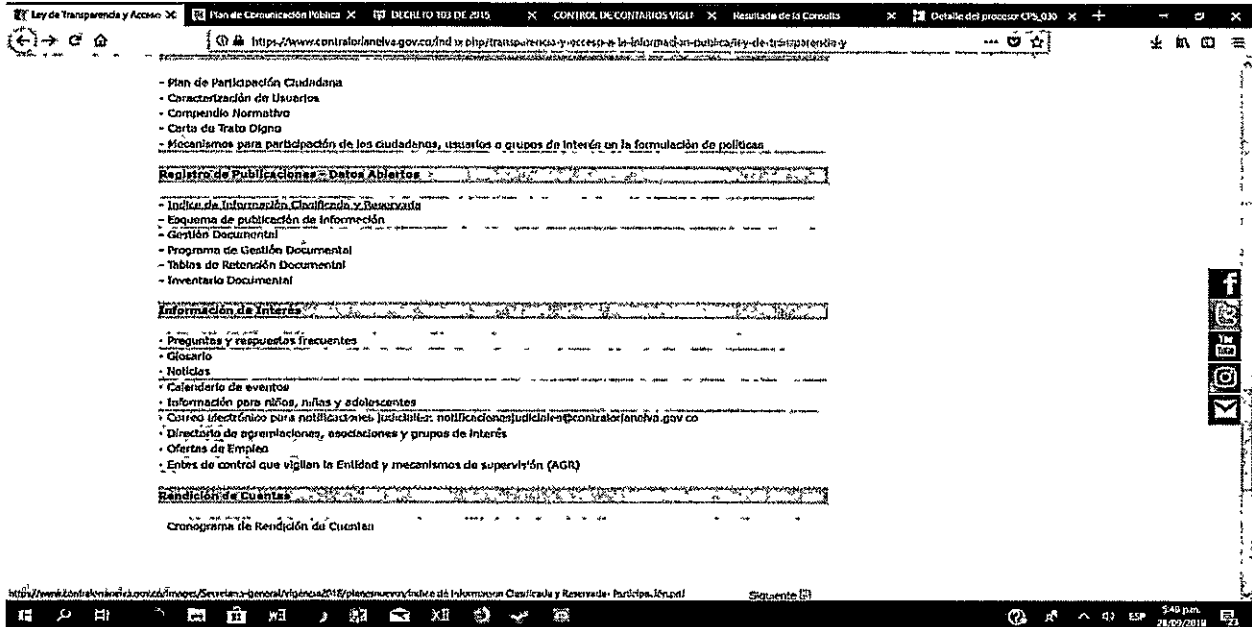 Ley de Transparencia y Acceso
Plan de Comunicación Pública
DECRETO 103 DE 2015
CONTROL DE CONTARIOS VIGEN
Resultado de la Consulta
Detalle del proceso: CPS_030
- Plan de Participación Ciudadana
- Caracterización de Usuarios
- Compendio Normativo
- Carta de Trato Digno
- Mecanismos para participación de los ciudadanos, usuarios o grupos de interés en la formulación de políticas
Registro de Publicaciones - Datos Abiertos
- Indice de Información Clasificada y Reservada
- Esquema de publicación de información
- Gestión Documental
- Programa de Gestión Documental
- Tablas de Retención Documental
- Inventario Documental
Información de Interés
- Preguntas y respuestas frecuentes
- Glosario
- Noticias
- Calendario de eventos
- Información para niños, niñas y adolescentes
- Correo electrónico para notificaciones judiciales: notificacionesjudiciales@contralorianeiva.gov.co
- Directorio de agremiaciones, asociaciones y grupos de interés
- Ofertas de Empleo
- Entes de control que vigilan la Entidad y mecanismos de supervisión (AGR)
Rendición de Cuentas
Cronograma de Rendición de Cuentas
Siguiente
ESP
5:49 p.m.
28/09/2018